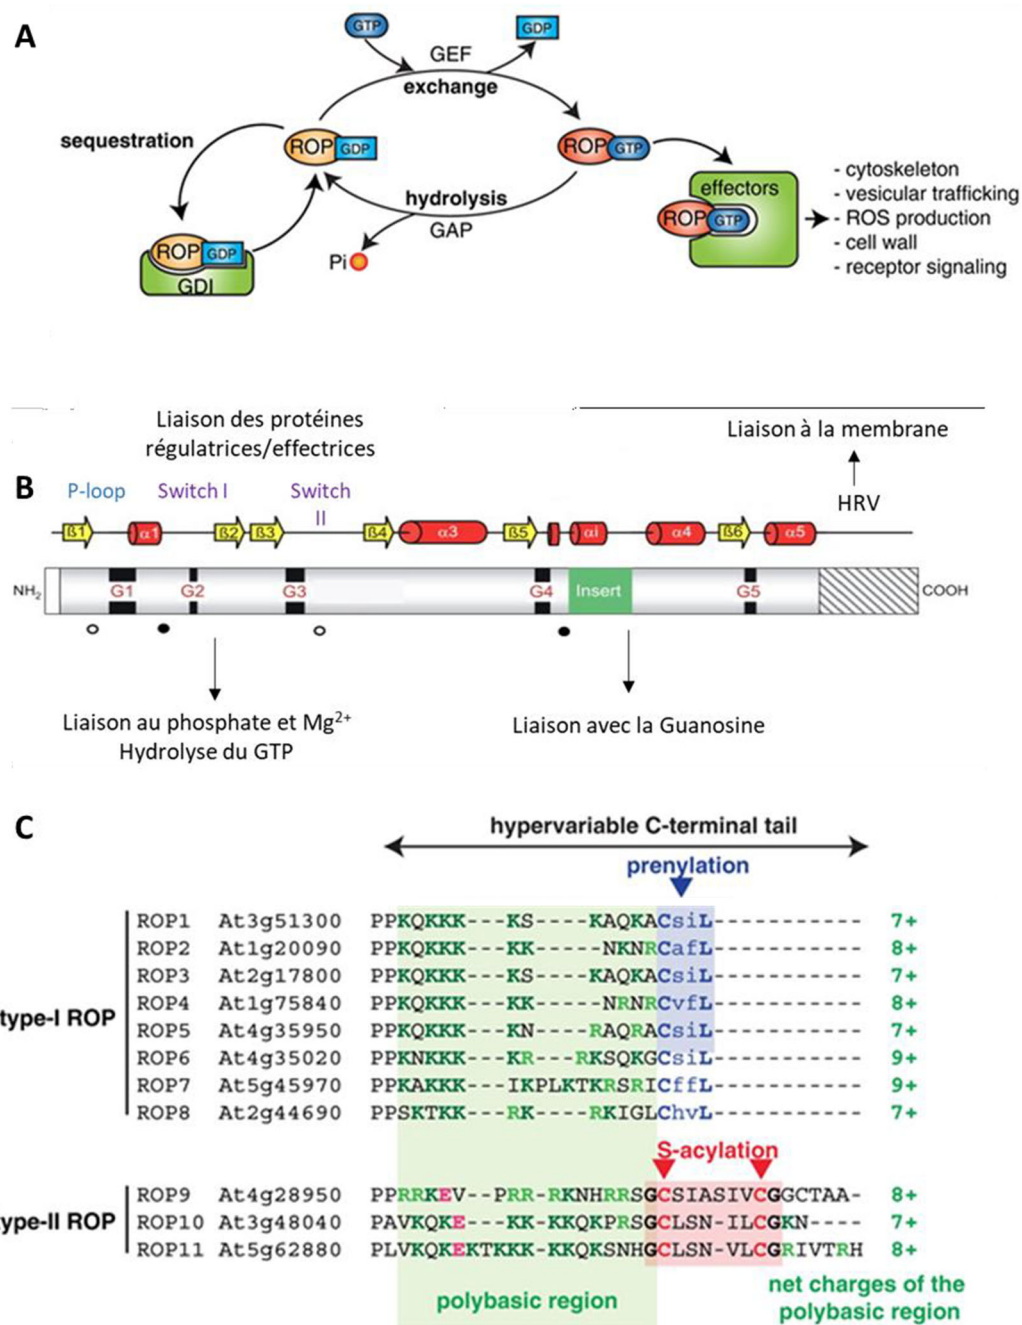 A
GTP
GDP
GEF
exchange
sequestration
ROP GDP
ROP GTP
effectors
ROP GTP
- cytoskeleton
- vesicular trafficking
- ROS production
- cell wall
- receptor signaling
hydrolysis
GAP
Pi
ROP GDP
GDI
Liaison des protéines
régulatrices/effectrices
Liaison à la membrane
B
P-loop Switch I Switch
II
HRV
ß1 α1 ß2 ß3 ß4 α3 ß5 αi α4 ß6 α5
NH2 G1 G2 G3 G4 Insert G5 COOH
Liaison au phosphate et Mg2+
Hydrolyse du GTP
Liaison avec la Guanosine
C
hypervariable C-terminal tail
prenylation
type-I ROP
ROP1 At3g51300 PPKQKKK---KS----KAQKACsiL----------- 7+
ROP2 At1g20090 PPKQKKK---KK-----NKNRCafL----------- 8+
ROP3 At2g17800 PPKQKKK---KS----KAQKACsiL----------- 7+
ROP4 At1g75840 PPKQKKK---KK-----NRNRCvfL----------- 8+
ROP5 At4g35950 PPKQKKK---KN----RAQRACsiL----------- 7+
ROP6 At4g35020 PPKNKKK---KR---RKSQKGCsiL----------- 9+
ROP7 At5g45970 PPKAKKK---IKPLKTKRSRICffL----------- 9+
ROP8 At2g44690 PPSKTKK---RK----RKIGLChvL----------- 7+
S-acylation
type-II ROP
ROP9 At4g28950 PPRRKEV--PRR-RKNHRRSGCSIASIVCGGCTAA- 8+
ROP10 At3g48040 PAVKQKE---KK-KKQKPRSGCLSN-ILCGKN---- 7+
ROP11 At5g62880 PLVKQKEKTKKK-KKQKSNHGCLSN-VLCGRIVTRH 8+
polybasic region
net charges of the
polybasic region